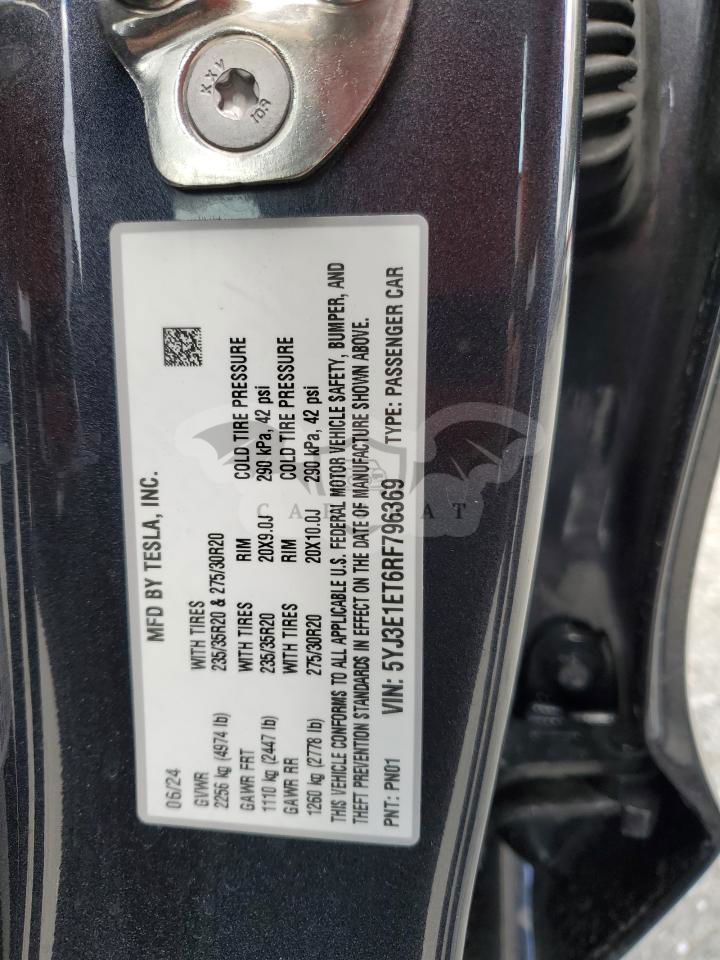 MFD BY TESLA, INC.
06/24
GVWR WITH TIRES
2256 kg (4974 lb) 235/35R20 & 275/30R20
GAWR FRT WITH TIRES RIM COLD TIRE PRESSURE
1110 kg (2447 lb) 235/35R20 20X9.0J 290 kPa, 42 psi
GAWR RR WITH TIRES RIM COLD TIRE PRESSURE
1260 kg (2778 lb) 275/30R20 20X10.0J 290 kPa, 42 psi
THIS VEHICLE CONFORMS TO ALL APPLICABLE U.S. FEDERAL MOTOR VEHICLE SAFETY, BUMPER, AND
THEFT PREVENTION STANDARDS IN EFFECT ON THE DATE OF MANUFACTURE SHOWN ABOVE.
PNT: PN01 VIN: 5YJ3E1ET6RF796369 TYPE: PASSENGER CAR
10.9